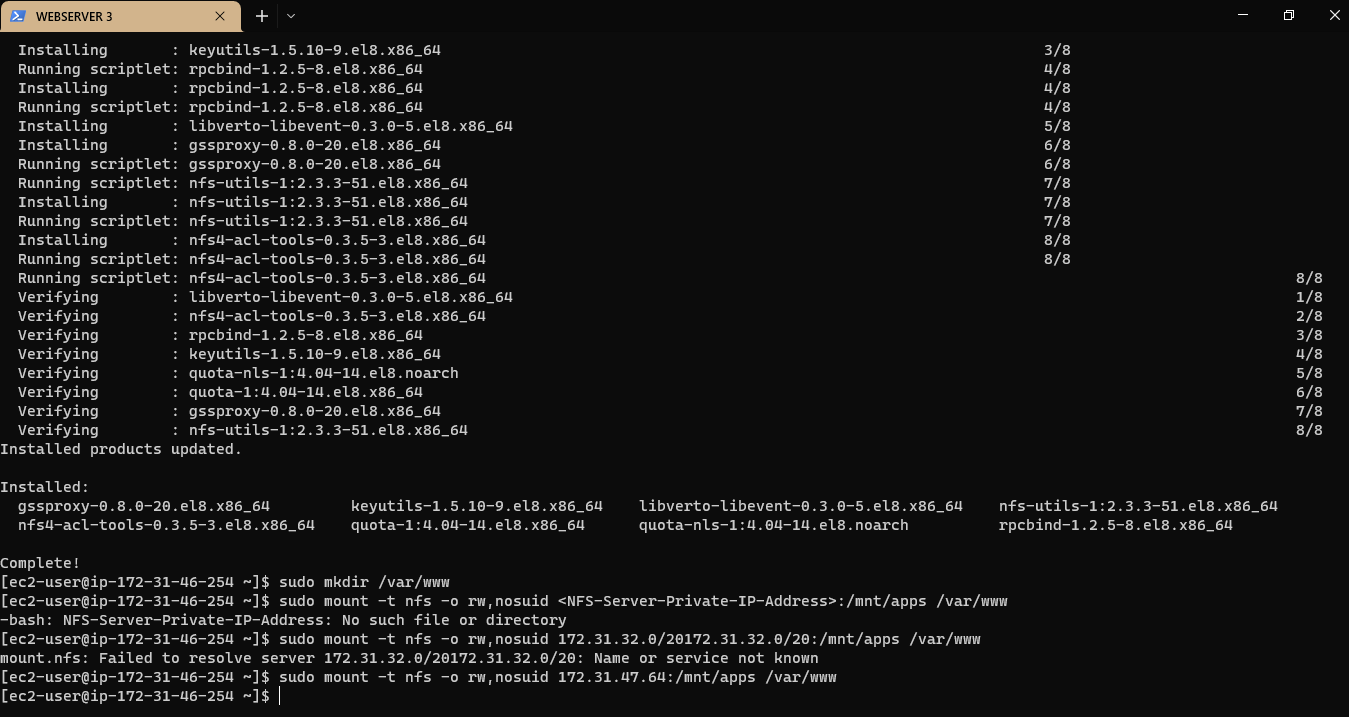 WEBSERVER 3
Installing : keyutils-1.5.10-9.el8.x86_64 3/8
Running scriptlet: rpcbind-1.2.5-8.el8.x86_64 4/8
Installing : rpcbind-1.2.5-8.el8.x86_64 4/8
Running scriptlet: rpcbind-1.2.5-8.el8.x86_64 4/8
Installing : libverto-libevent-0.3.0-5.el8.x86_64 5/8
Installing : gssproxy-0.8.0-20.el8.x86_64 6/8
Running scriptlet: gssproxy-0.8.0-20.el8.x86_64 6/8
Running scriptlet: nfs-utils-1:2.3.3-51.el8.x86_64 7/8
Installing : nfs-utils-1:2.3.3-51.el8.x86_64 7/8
Running scriptlet: nfs-utils-1:2.3.3-51.el8.x86_64 7/8
Installing : nfs4-acl-tools-0.3.5-3.el8.x86_64 8/8
Running scriptlet: nfs4-acl-tools-0.3.5-3.el8.x86_64 8/8
Running scriptlet: nfs4-acl-tools-0.3.5-3.el8.x86_64 8/8
Verifying : libverto-libevent-0.3.0-5.el8.x86_64 1/8
Verifying : nfs4-acl-tools-0.3.5-3.el8.x86_64 2/8
Verifying : rpcbind-1.2.5-8.el8.x86_64 3/8
Verifying : keyutils-1.5.10-9.el8.x86_64 4/8
Verifying : quota-nls-1:4.04-14.el8.noarch 5/8
Verifying : quota-1:4.04-14.el8.x86_64 6/8
Verifying : gssproxy-0.8.0-20.el8.x86_64 7/8
Verifying : nfs-utils-1:2.3.3-51.el8.x86_64 8/8
Installed products updated.
Installed:
gssproxy-0.8.0-20.el8.x86_64 keyutils-1.5.10-9.el8.x86_64 libverto-libevent-0.3.0-5.el8.x86_64 nfs-utils-1:2.3.3-51.el8.x86_64
nfs4-acl-tools-0.3.5-3.el8.x86_64 quota-1:4.04-14.el8.x86_64 quota-nls-1:4.04-14.el8.noarch rpcbind-1.2.5-8.el8.x86_64
Complete!
[ec2-user@ip-172-31-46-254 ~]$ sudo mkdir /var/www
[ec2-user@ip-172-31-46-254 ~]$ sudo mount -t nfs -o rw,nosuid <NFS-Server-Private-IP-Address>:/mnt/apps /var/www
-bash: NFS-Server-Private-IP-Address: No such file or directory
[ec2-user@ip-172-31-46-254 ~]$ sudo mount -t nfs -o rw,nosuid 172.31.32.0/20172.31.32.0/20:/mnt/apps /var/www
mount.nfs: Failed to resolve server 172.31.32.0/20172.31.32.0/20: Name or service not known
[ec2-user@ip-172-31-46-254 ~]$ sudo mount -t nfs -o rw,nosuid 172.31.47.64:/mnt/apps /var/www
[ec2-user@ip-172-31-46-254 ~]$